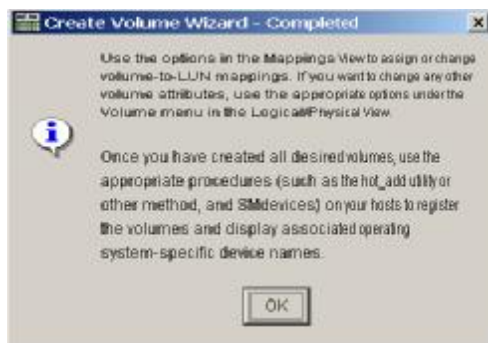 Create Volume Wizard - Completed
Use the options in the Mappings View to assign or change
volume-to-LUN mappings. If you want to change any other
volume attributes, use the appropriate options under the
Volume menu in the Logical/Physical View.
Once you have created all desired volumes, use the
appropriate procedures (such as the hot_add utility or
other method, and SMdevices) on your hosts to register
the volumes and display associated operating
system-specific device names.
OK